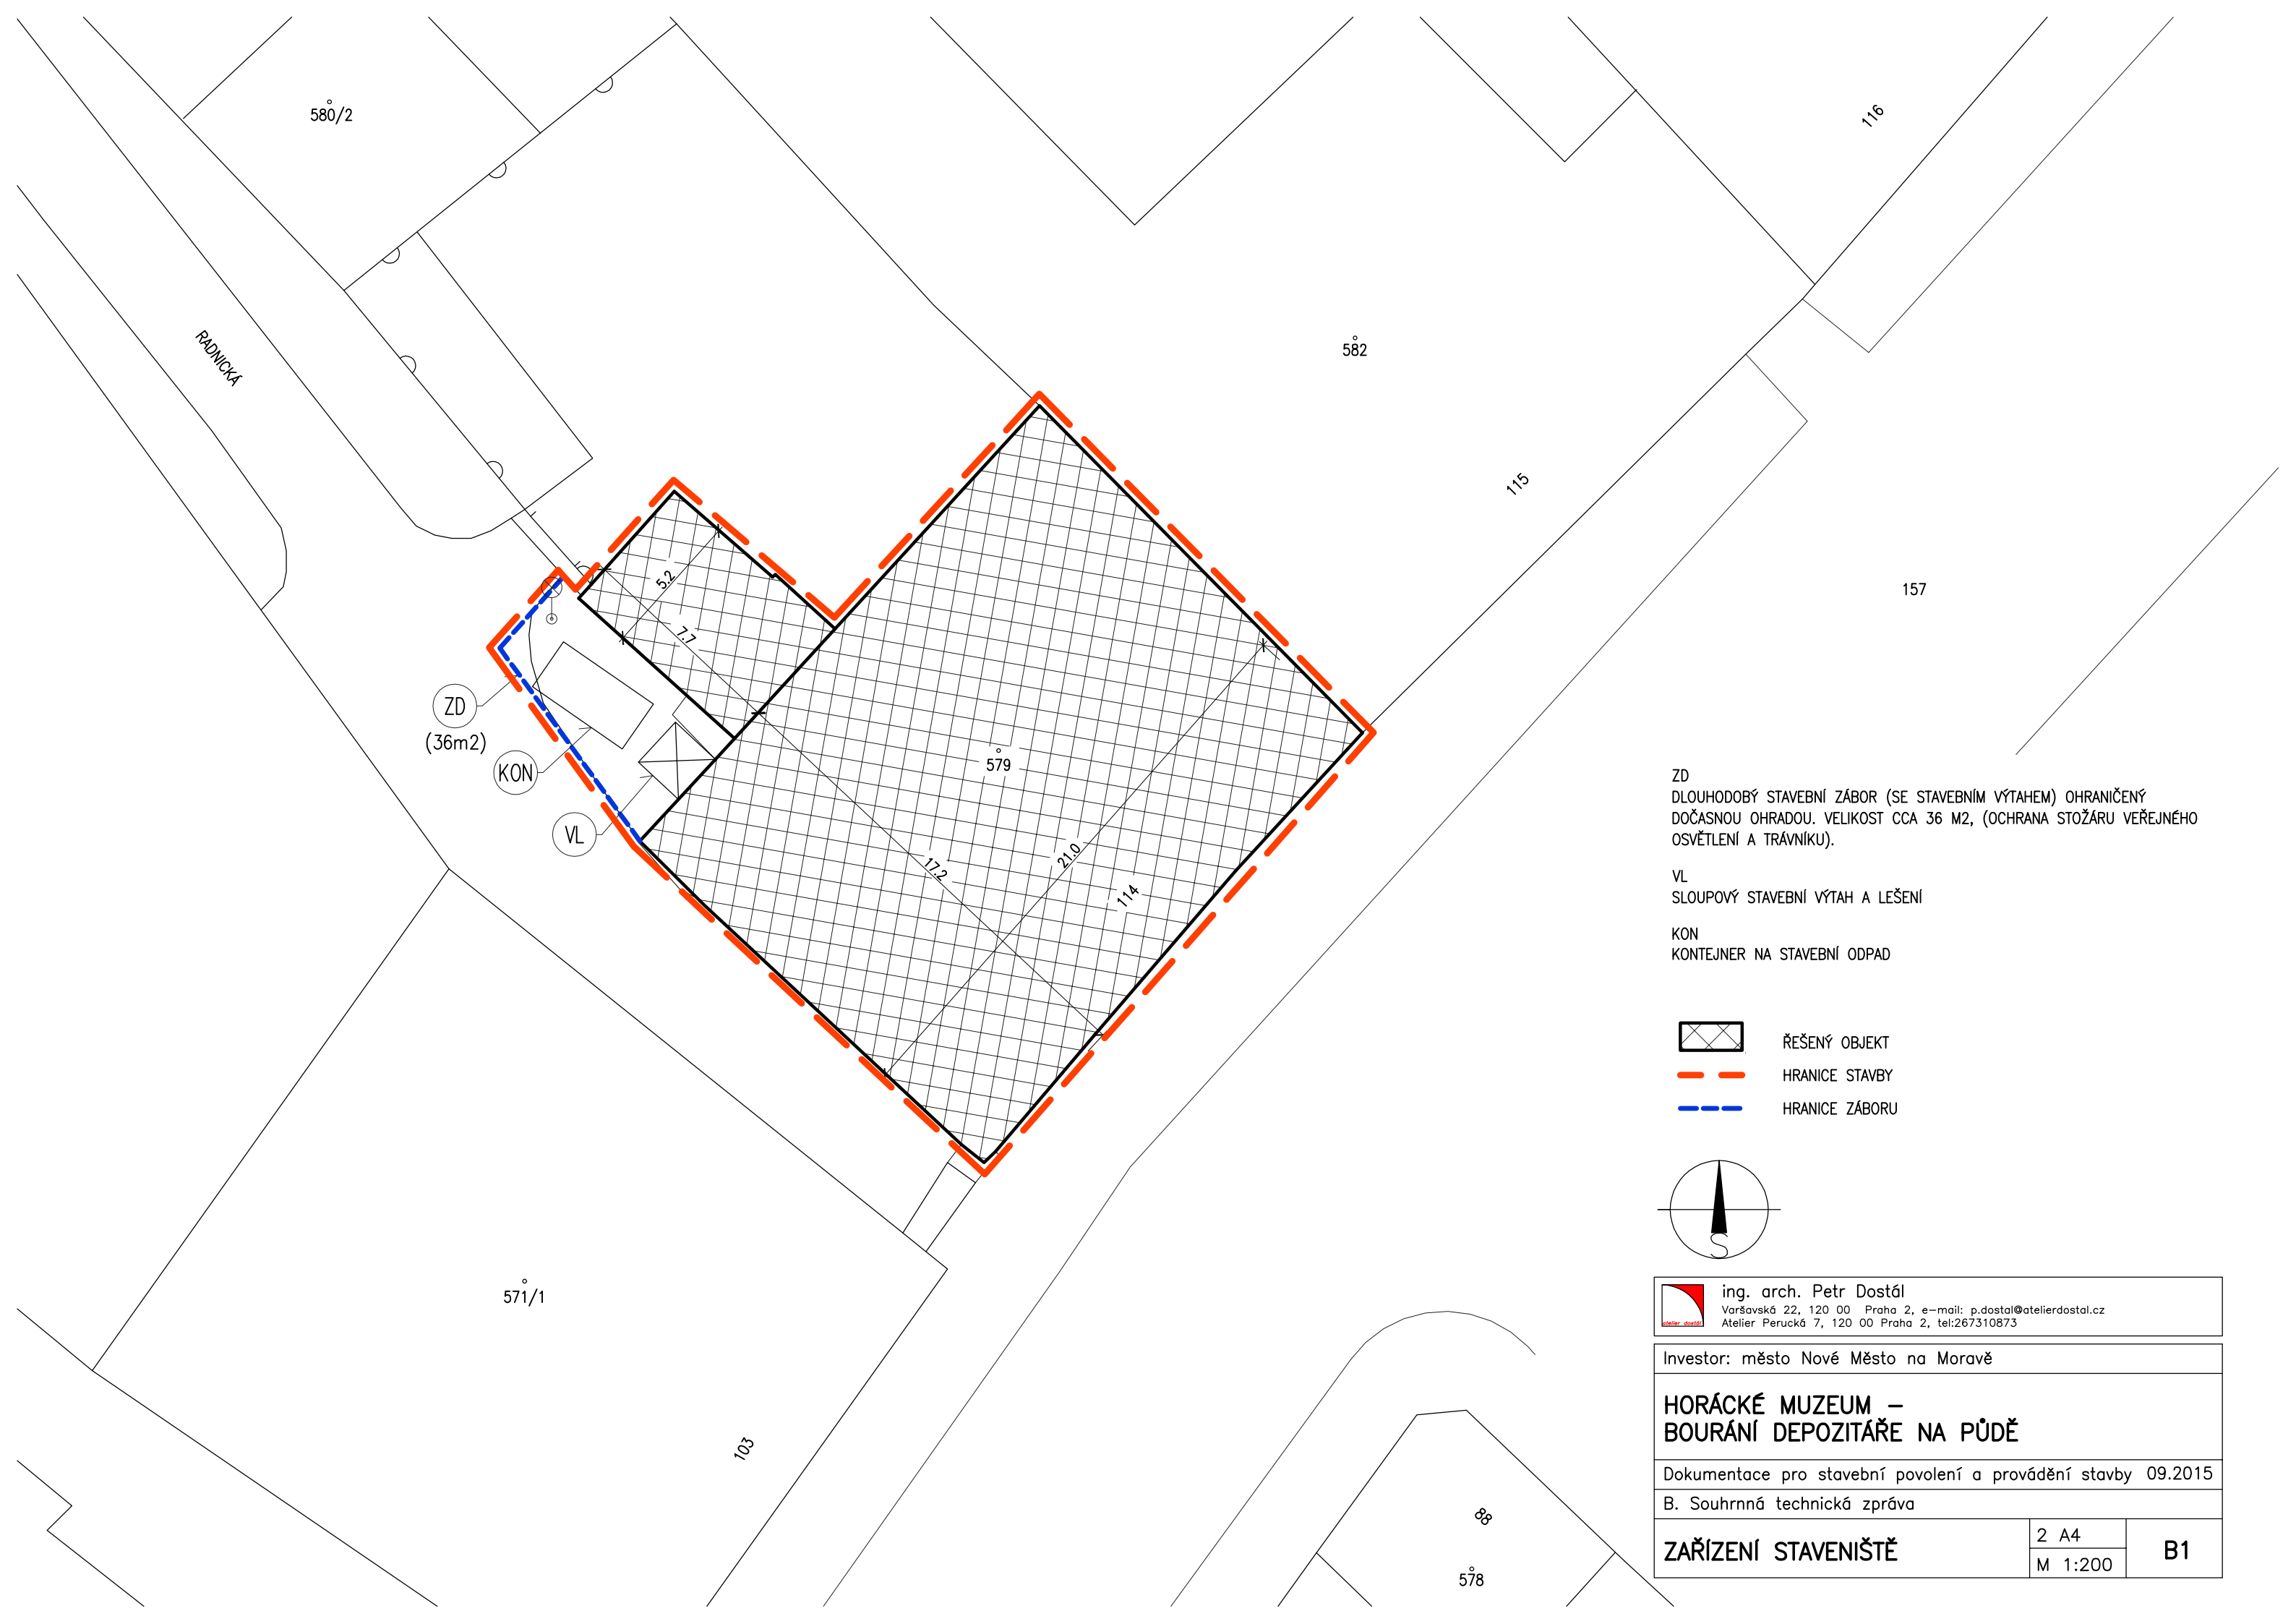 580/2
116
RADNICKÁ
582
115
157
5.2
7.7
ZD
(36m2)
KON
VL
579
17.2
21.0
114
571/1
103
88
578
ZD
DLOUHODOBÝ STAVEBNÍ ZÁBOR (SE STAVEBNÍM VÝTAHEM) OHRANIČENÝ
DOČASNOU OHRADOU. VELIKOST CCA 36 M2, (OCHRANA STOŽÁRU VEŘEJNÉHO
OSVĚTLENÍ A TRÁVNÍKU).
VL
SLOUPOVÝ STAVEBNÍ VÝTAH A LEŠENÍ
KON
KONTEJNER NA STAVEBNÍ ODPAD
ŘEŠENÝ OBJEKT
HRANICE STAVBY
HRANICE ZÁBORU
S
atelier dostál
ing. arch. Petr Dostál
Varšavská 22, 120 00 Praha 2, e-mail: p.dostal@atelierdostal.cz
Atelier Perucká 7, 120 00 Praha 2, tel:267310873
Investor: město Nové Město na Moravě
HORÁCKÉ MUZEUM –
BOURÁNÍ DEPOZITÁŘE NA PŮDĚ
Dokumentace pro stavební povolení a provádění stavby 09.2015
B. Souhrnná technická zpráva
ZAŘÍZENÍ STAVENIŠTĚ
2 A4
M 1:200
B1